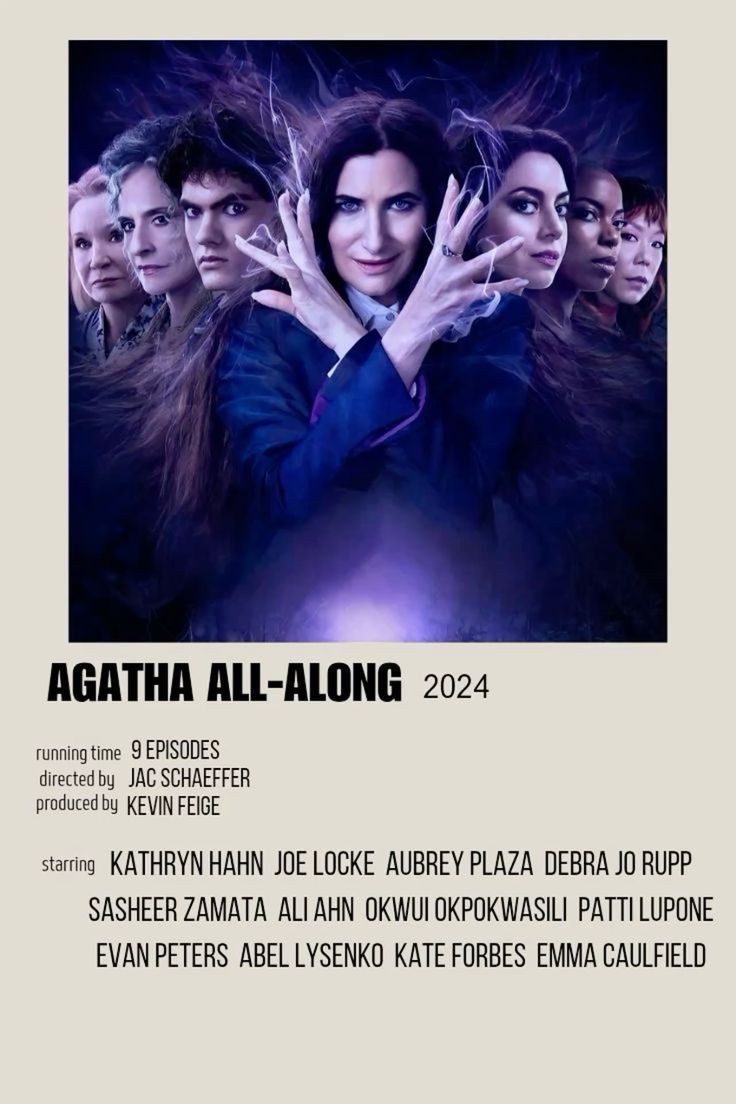 AGATHA ALL-ALONG 2024
running time 9 EPISODES
directed by JAC SCHAEFFER
produced by KEVIN FEIGE
starring KATHRYN HAHN JOE LOCKE AUBREY PLAZA DEBRA JO RUPP
SASHEER ZAMATA ALI AHN OKWUI OKPOKWASILI PATTI LUPONE
EVAN PETERS ABEL LYSENKO KATE FORBES EMMA CAULFIELD